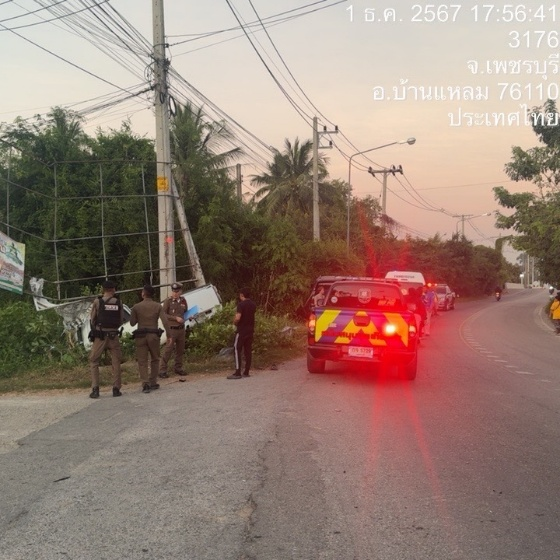 1 ธ.ค. 2567 17:56:41
3176
จ.เพชรบุรี
อ.บ้านแหลม 76110
ประเทศไทย